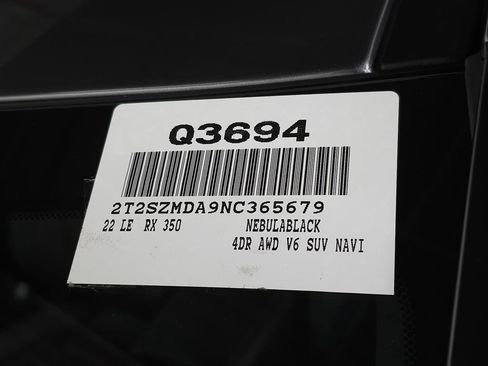 Q3694
2T2SZMDA9NC365679
22 LE RX 350 NEBULABLACK
4DR AWD V6 SUV NAVI